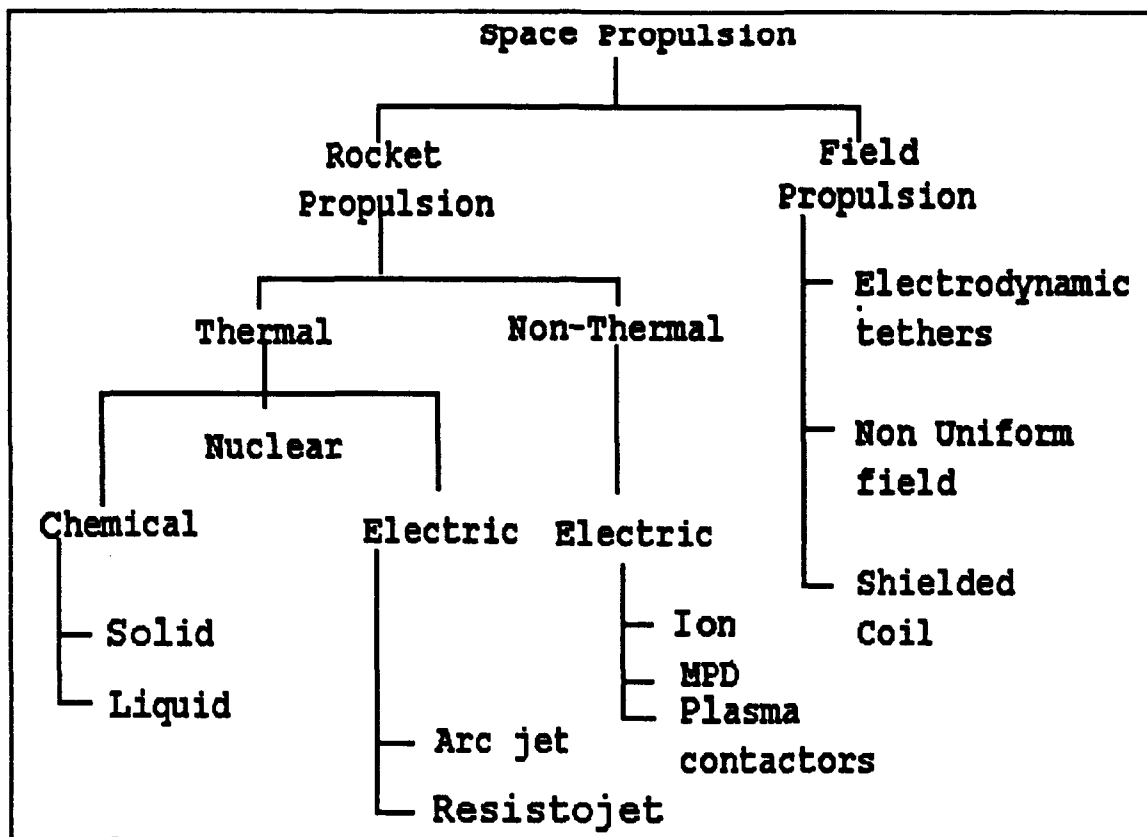 Space Propulsion
Rocket
Propulsion
Field
Propulsion
Thermal
Non-Thermal
Electrodynamic
tethers
Nuclear
Non Uniform
field
Chemical
Electric
Electric
Shielded
Coil
Solid
Liquid
Ion
MPD
Plasma
contactors
Arc jet
Resistojet